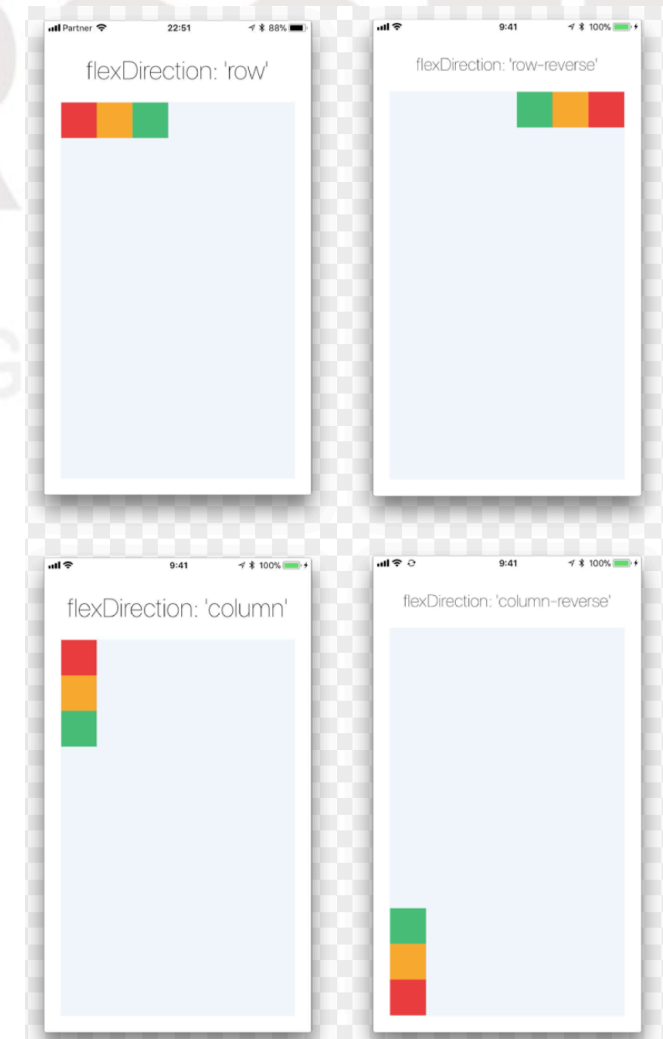 Partner 22:51 88%
flexDirection: 'row'
9:41 100%
flexDirection: 'row-reverse'
9:41 100%
flexDirection: 'column'
9:41 100%
flexDirection: 'column-reverse'